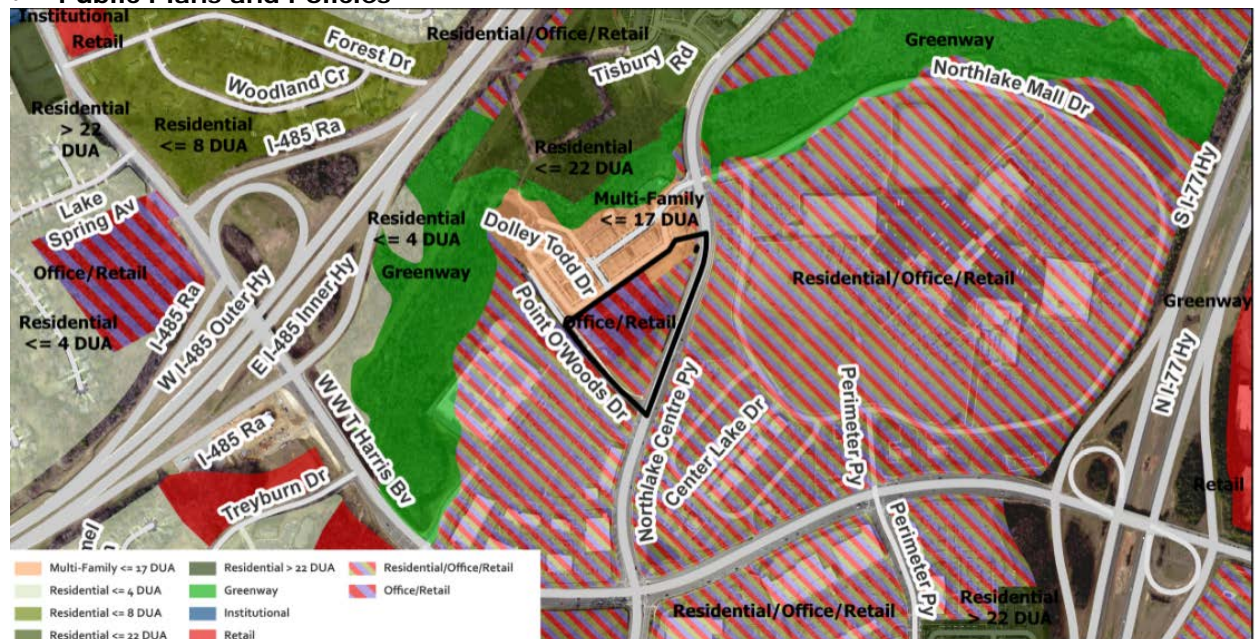 Public Plans and Policies
Institutional
Retail
Forest Dr
Residential/Office/Retail
Greenway
Woodland Cr
Tisbury Rd
Northlake Mall Dr
Residential
> 22
DUA
Residential
<= 8 DUA
I-485 Ra
Residential
<= 22 DUA
S I-77 Hy
Lake
Spring Av
Multi-Family
<= 17 DUA
Residential
<= 4 DUA
Dolley Todd Dr
Office/Retail
Greenway
Residential/Office/Retail
Greenway
W I-485 Outer Hy
E I-485 Inner Hy
I-485 Ra
Residential
<= 4 DUA
Point O'Woods Dr
Office/Retail
N I-77 Hy
Northlake Centre Py
Center Lake Dr
Perimeter Py
W W.T. Harris Bv
I-485 Ra
Treyburn Dr
Retail
Perimeter Py
Residential/Office/Retail
Residential
> 22 DUA
Multi-Family <= 17 DUA
Residential > 22 DUA
Residential/Office/Retail
Residential <= 4 DUA
Greenway
Office/Retail
Residential <= 8 DUA
Institutional
Residential <= 22 DUA
Retail